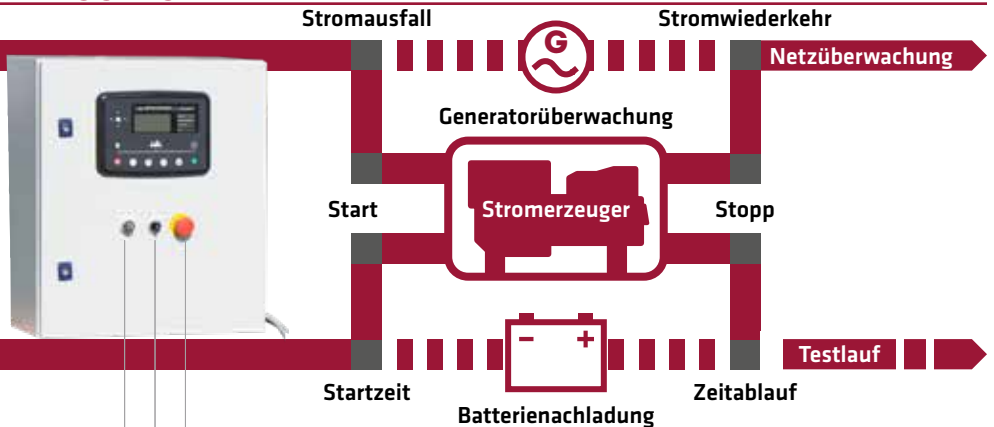 Stromausfall
Stromwiederkehr
G
Netzüberwachung
Generatorüberwachung
Start
Stromerzeuger
Stopp
- +
Testlauf
Startzeit
Zeitablauf
Batterienachladung